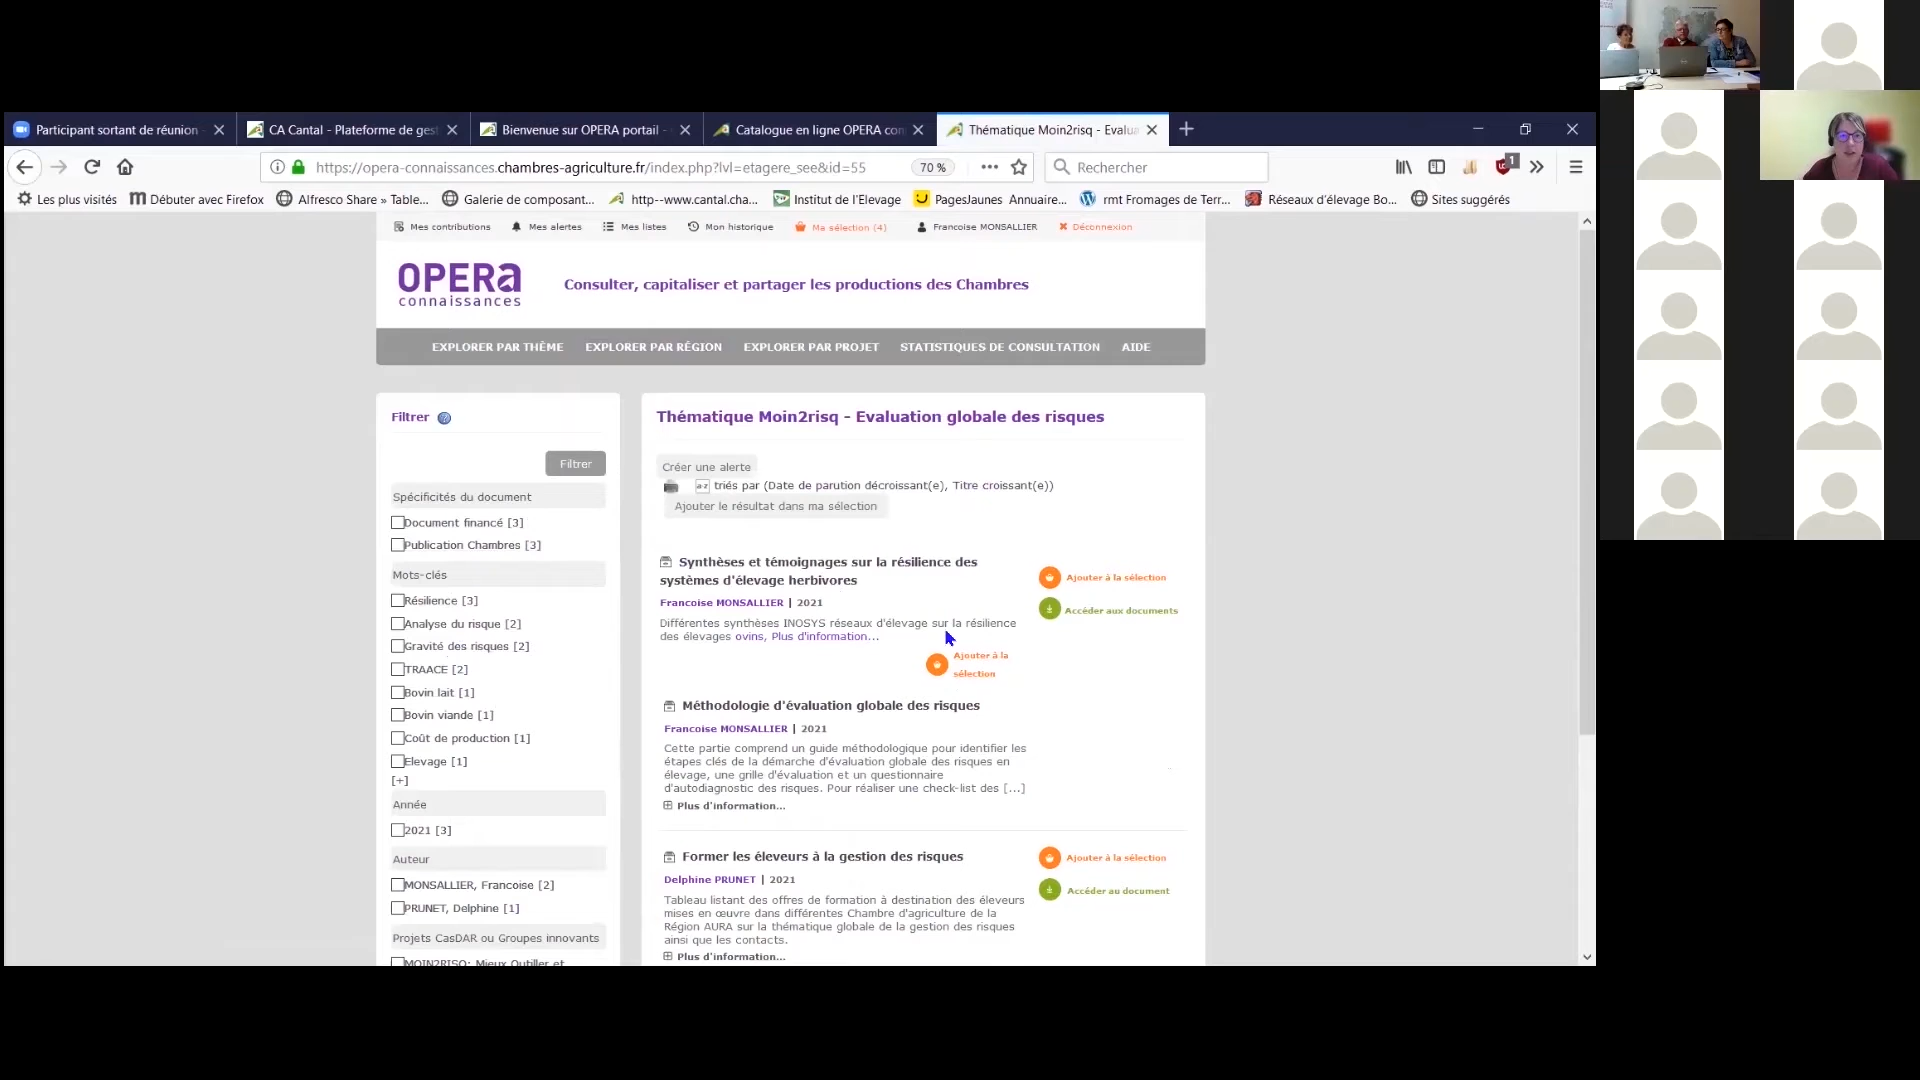 Participant sortant de réunion
CA Cantal - Plateforme de gest
Bienvenue sur OPERA portail -
Catalogue en ligne OPERA con
Thématique Moin2risq - Evalua
https://opera-connaissances.chambres-agriculture.fr/index.php?lvl=etagere_see&id=55
70 %
Rechercher
1
Les plus visités
Débuter avec Firefox
Alfresco Share » Table...
Galerie de composant...
http--www.cantal.cha...
Institut de l'Elevage
PagesJaunes Annuaire...
rmt Fromages de Terr...
Réseaux d'élevage Bo...
Sites suggérés
Mes contributions
Mes alertes
Mes listes
Mon historique
Ma sélection (4)
Francoise MONSALLIER
Déconnexion
OPERa
connaissances
Consulter, capitaliser et partager les productions des Chambres
EXPLORER PAR THÈME
EXPLORER PAR RÉGION
EXPLORER PAR PROJET
STATISTIQUES DE CONSULTATION
AIDE
Filtrer
Filtrer
Spécificités du document
Document financé [3]
Publication Chambres [3]
Mots-clés
Résilience [3]
Analyse du risque [2]
Gravité des risques [2]
TRAACE [2]
Bovin lait [1]
Bovin viande [1]
Coût de production [1]
Elevage [1]
[+]
Année
2021 [3]
Auteur
MONSALLIER, Francoise [2]
PRUNET, Delphine [1]
Projets CasDAR ou Groupes innovants
MOIN2RISQ: Mieux Outiller et
Thématique Moin2risq - Evaluation globale des risques
Créer une alerte
triés par (Date de parution décroissant(e), Titre croissant(e))
Ajouter le résultat dans ma sélection
Synthèses et témoignages sur la résilience des
systèmes d'élevage herbivores
Francoise MONSALLIER | 2021
Différentes synthèses INOSYS réseaux d'élevage sur la résilience
des élevages ovins, Plus d'information...
Ajouter à la sélection
Accéder aux documents
Ajouter à la
sélection
Méthodologie d'évaluation globale des risques
Francoise MONSALLIER | 2021
Cette partie comprend un guide méthodologique pour identifier les
étapes clés de la démarche d'évaluation globale des risques en
élevage, une grille d'évaluation et un questionnaire
d'autodiagnostic des risques. Pour réaliser une check-list des [...]
Plus d'information...
Former les éleveurs à la gestion des risques
Delphine PRUNET | 2021
Tableau listant des offres de formation à destination des éleveurs
mises en œuvre dans différentes Chambre d'agriculture de la
Région AURA sur la thématique globale de la gestion des risques
ainsi que les contacts.
Plus d'information...
Ajouter à la sélection
Accéder au document